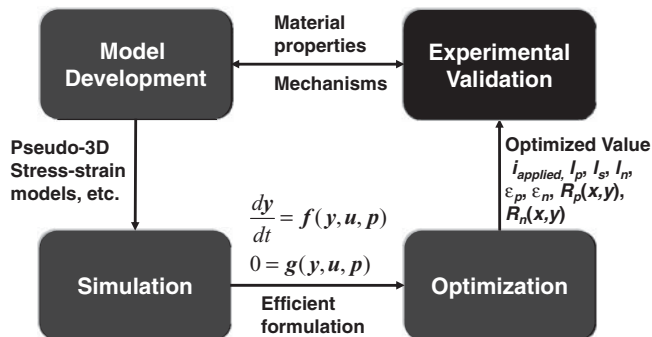 Model
Development
Material
properties
Mechanisms
Experimental
Validation
Pseudo-3D
Stress-strain
models, etc.
dy/dt = f(y, u, p)
0 = g(y, u, p)
Efficient
formulation
Optimized Value
i_applied, l_p, l_s, l_n,
ε_p, ε_n, R_p(x,y),
R_n(x,y)
Simulation
Optimization